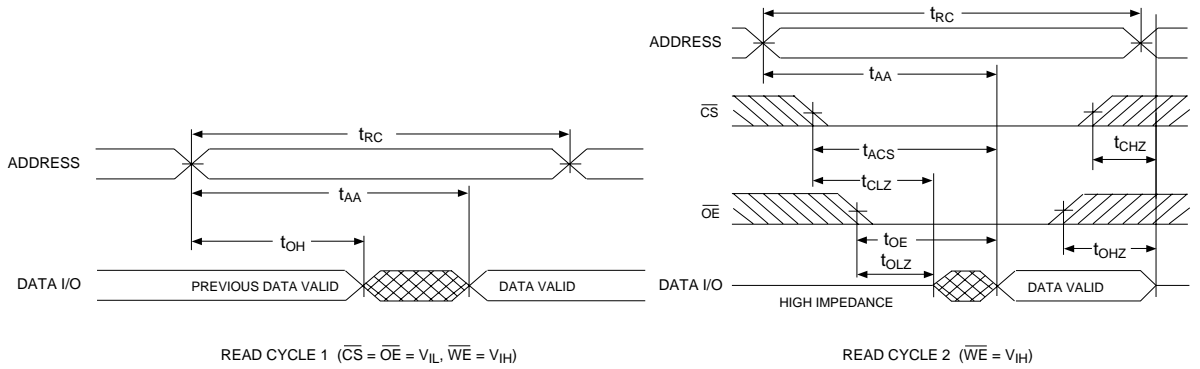 tRC
ADDRESS
tAA
tOH
DATA I/O
PREVIOUS DATA VALID
DATA VALID
READ CYCLE 1 (CS = OE = VIL, WE = VIH)
tRC
ADDRESS
tAA
CS
tACS
tCHZ
tCLZ
OE
tOE
tOHZ
tOLZ
DATA I/O
HIGH IMPEDANCE
DATA VALID
READ CYCLE 2 (WE = VIH)